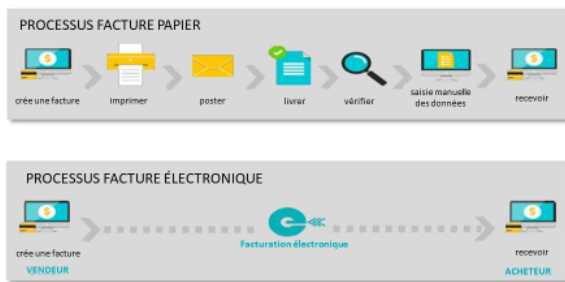 PROCESSUS FACTURE PAPIER
crée une facture
imprimer
poster
livrer
vérifier
saisie manuelle
des données
recevoir
PROCESSUS FACTURE ÉLECTRONIQUE
Facturation électronique
crée une facture
recevoir
VENDEUR
ACHETEUR